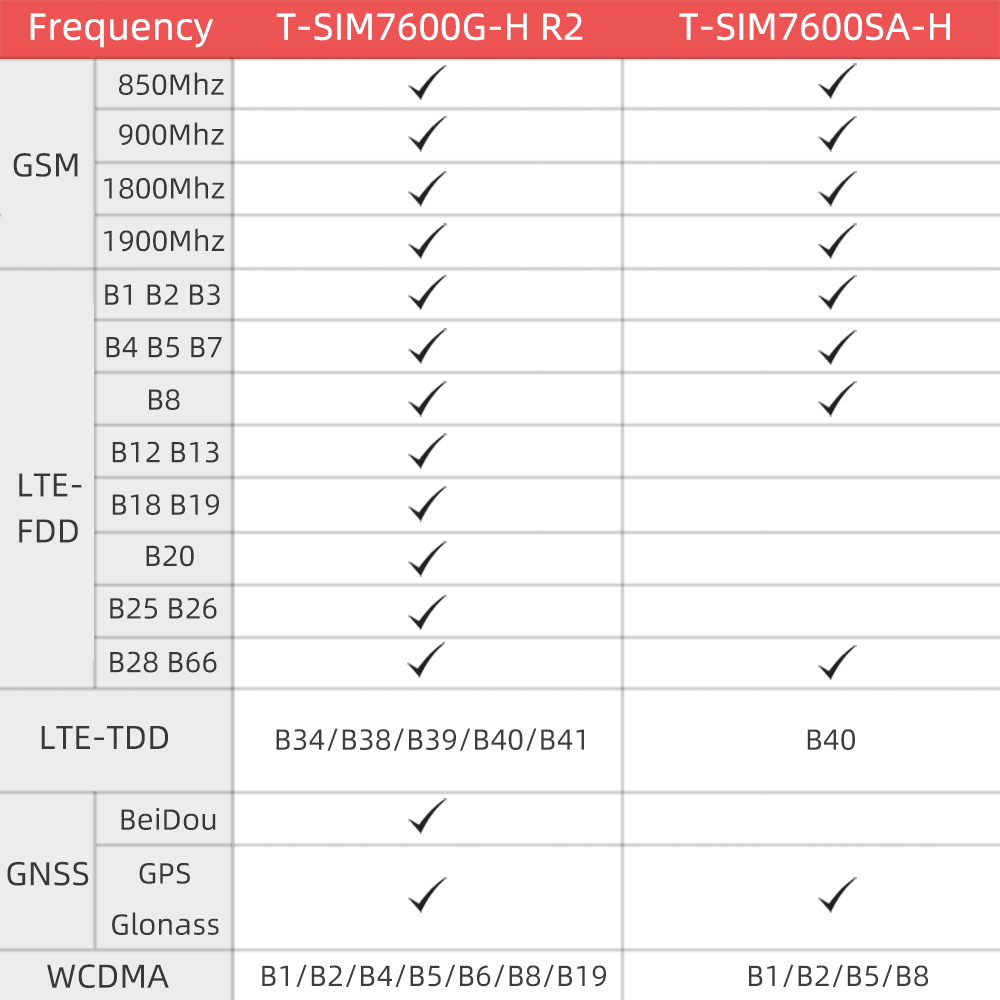 Frequency T-SIM7600G-H R2 T-SIM7600SA-H
GSM
850Mhz ✓ ✓
900Mhz ✓ ✓
1800Mhz ✓ ✓
1900Mhz ✓ ✓
LTE-
FDD
B1 B2 B3 ✓ ✓
B4 B5 B7 ✓ ✓
B8 ✓ ✓
B12 B13 ✓
B18 B19 ✓
B20 ✓
B25 B26 ✓
B28 B66 ✓ ✓
LTE-TDD B34/B38/B39/B40/B41 B40
GNSS
BeiDou ✓
GPS
Glonass ✓ ✓
WCDMA B1/B2/B4/B5/B6/B8/B19 B1/B2/B5/B8